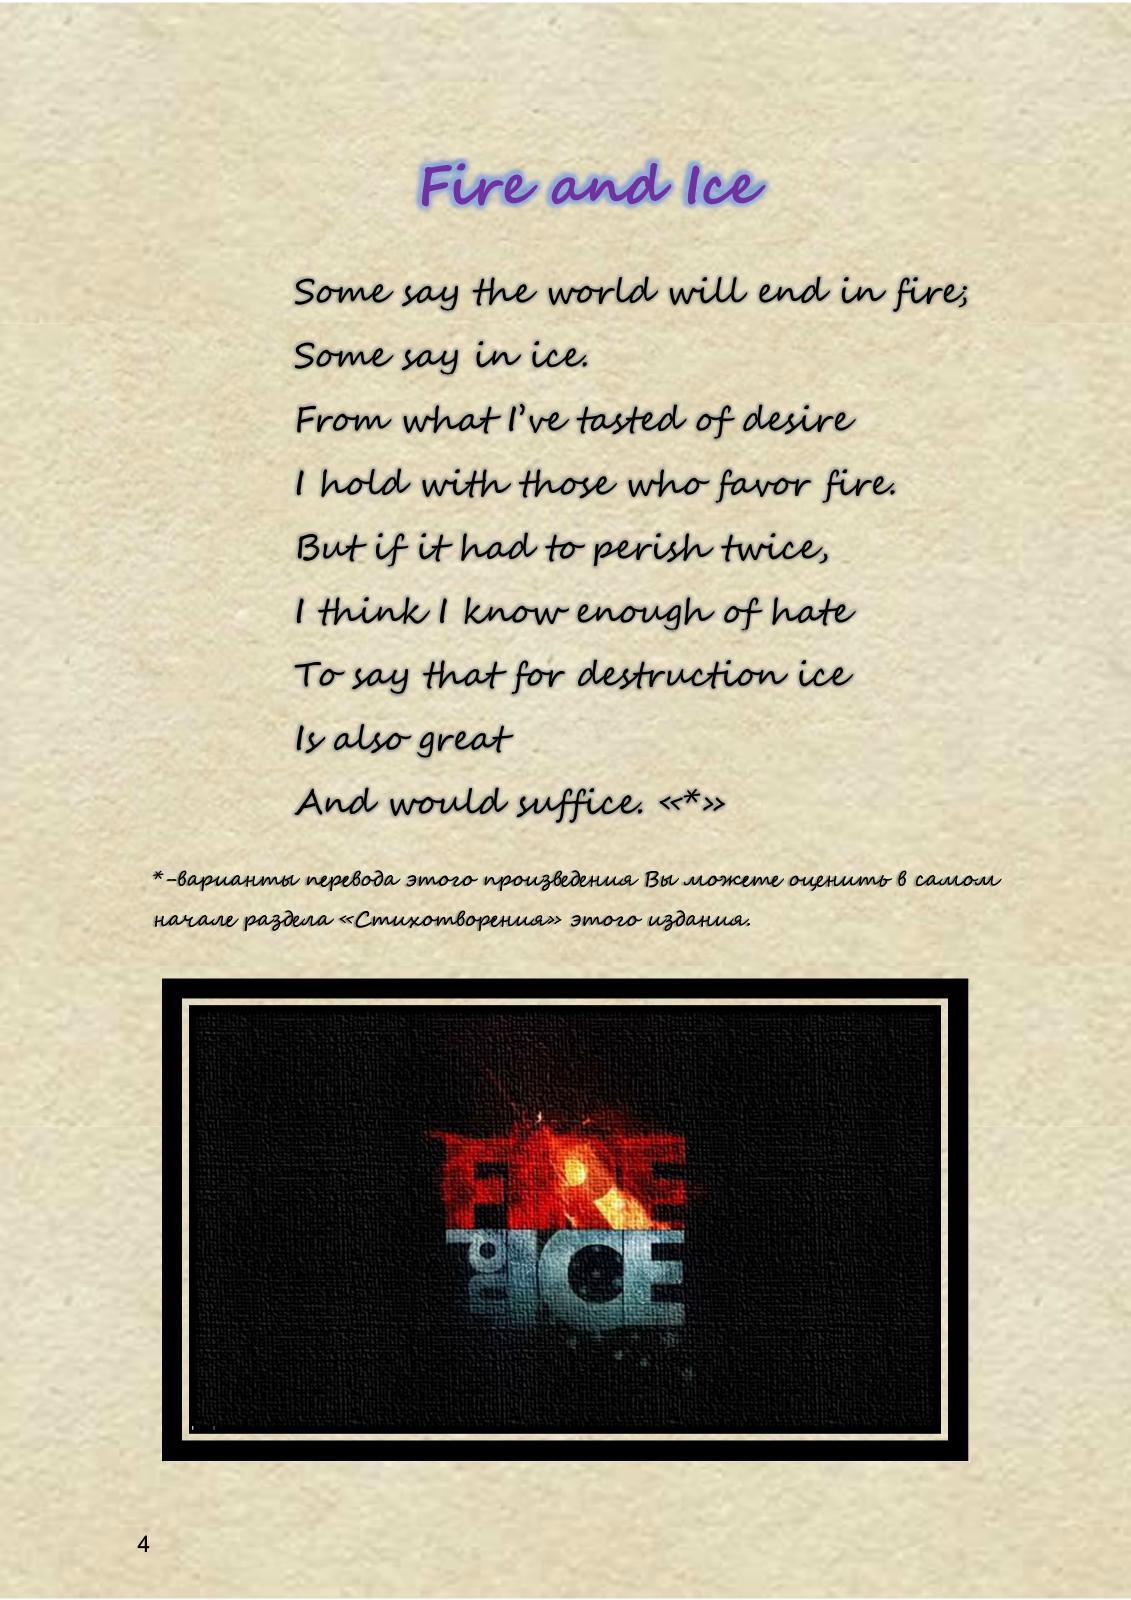 Fire and Ice
Some say the world will end in fire;
Some say in ice.
From what I've tasted of desire
I hold with those who favor fire.
But if it had to perish twice,
I think I know enough of hate
To say that for destruction ice
Is also great
And would suffice. «*»
*-варианты перевода этого произведения Вы можете оценить в самом
начале раздела «Стихотворения» этого издания.
FIRE
and ICE
4